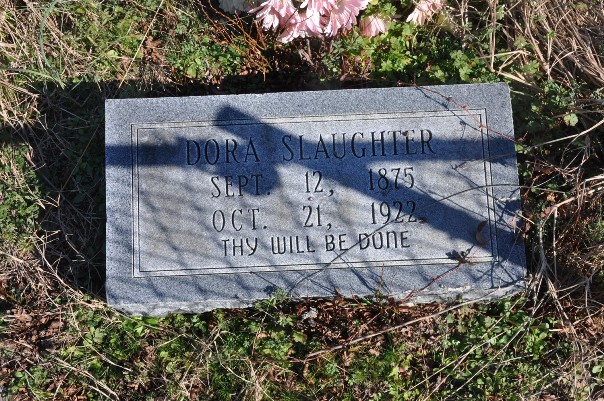 DORA SLAUGHTER
SEPT. 12, 1875
OCT. 21, 1922
THY WILL BE DONE